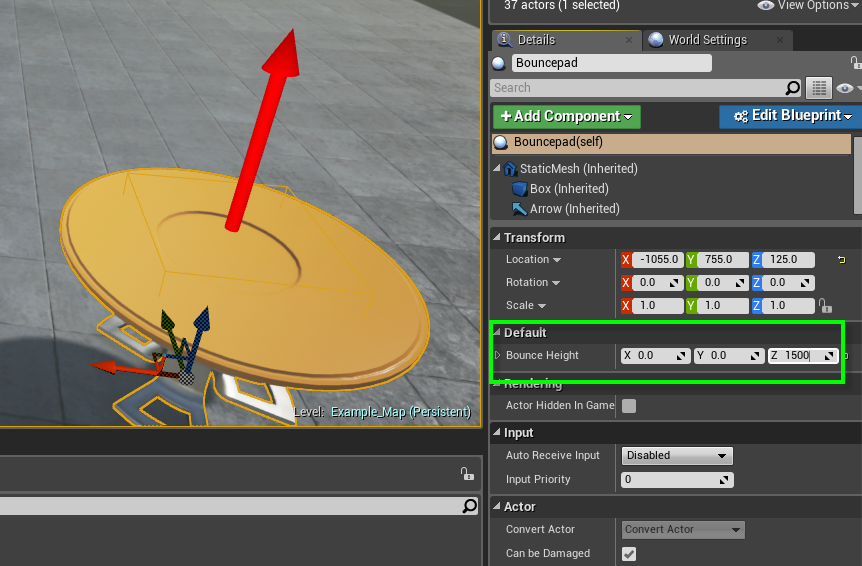 37 actors (1 selected)
View Options
Details
World Settings
Bouncepad
Search
Add Component
Edit Blueprint
Bouncepad(self)
StaticMesh (Inherited)
Box (Inherited)
Arrow (Inherited)
Transform
Location X -1055.0 Y 755.0 Z 125.0
Rotation X 0.0 Y 0.0 Z 0.0
Scale X 1.0 Y 1.0 Z 1.0
Default
Bounce Height X 0.0 Y 0.0 Z 1500
Rendering
Actor Hidden In Game
Level: Example_Map (Persistent)
Input
Auto Receive Input Disabled
Input Priority 0
Actor
Convert Actor Convert Actor
Can be Damaged